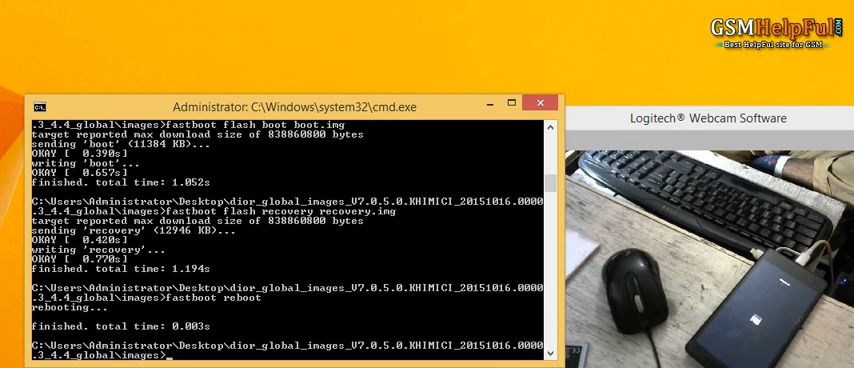 GSMHelpFul.COM
Best HelpFul site for GSM
Administrator: C:\Windows\system32\cmd.exe
Logitech® Webcam Software
.3_4.4_global\images>fastboot flash boot boot.img
target reported max download size of 838860800 bytes
sending 'boot' (11384 KB)...
OKAY [  0.390s]
writing 'boot'...
OKAY [  0.657s]
finished. total time: 1.052s
C:\Users\Administrator\Desktop\dior_global_images_V7.0.5.0.KHIMICI_20151016.0000
.3_4.4_global\images>fastboot flash recovery recovery.img
target reported max download size of 838860800 bytes
sending 'recovery' (12946 KB)...
OKAY [  0.420s]
writing 'recovery'...
OKAY [  0.770s]
finished. total time: 1.194s
C:\Users\Administrator\Desktop\dior_global_images_V7.0.5.0.KHIMICI_20151016.0000
.3_4.4_global\images>fastboot reboot
rebooting...
finished. total time: 0.003s
C:\Users\Administrator\Desktop\dior_global_images_V7.0.5.0.KHIMICI_20151016.0000
.3_4.4_global\images>_